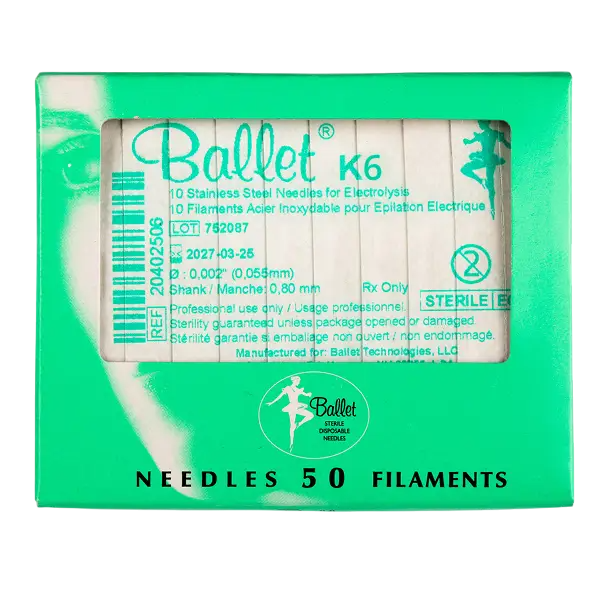 Ballet® K6
10 Stainless Steel Needles for Electrolysis
10 Filaments Acier Inoxydable pour Epilation Electrique
LOT 752087
2027-03-25
Ø : 0,002" (0,055mm)
Shank / Manche: 0,80 mm Rx Only
STERILE
Professional use only / Usage professionnel
Sterility guaranteed unless package opened or damaged
Stérilité garantie si emballage non ouvert / non endommagé.
Manufactured for: Ballet Technologies, LLC
REF 20402506
2
Ballet
STERILE
DISPOSABLE
NEEDLES
NEEDLES 50 FILAMENTS